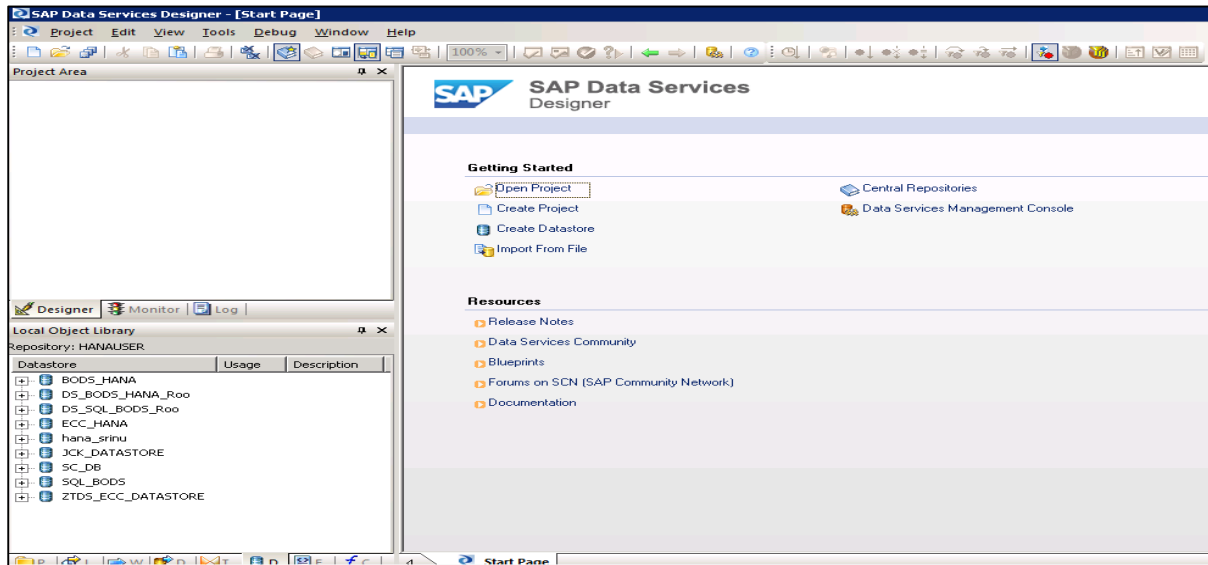 SAP Data Services Designer - [Start Page]
Project Edit View Tools Debug Window Help
100%
Project Area
SAP
SAP Data Services
Designer
Getting Started
Open Project
Central Repositories
Create Project
Data Services Management Console
Create Datastore
Import From File
Designer Monitor Log
Resources
Local Object Library
Release Notes
Repository: HANAUSER
Data Services Community
Datastore Usage Description
Blueprints
BODS_HANA
DS_BODS_HANA_Roo
Forums on SCN (SAP Community Network)
DS_SQL_BODS_Roo
Documentation
ECC_HANA
hana_srinu
JCK_DATASTORE
SC_DB
SQL_BODS
ZTDS_ECC_DATASTORE
Start Page